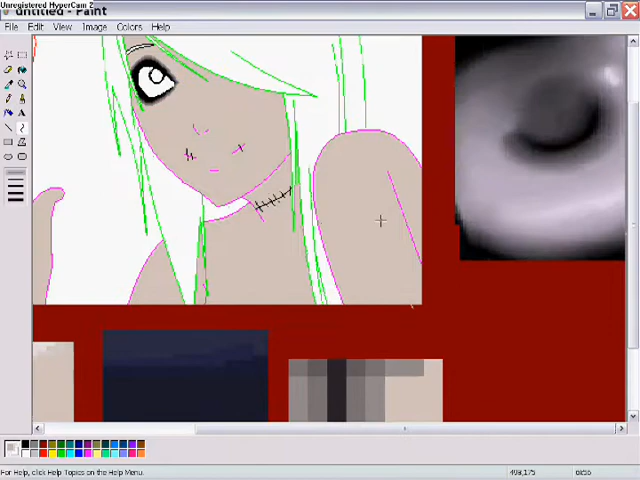 Unregistered HyperCam 2
untitled - Paint
File Edit View Image Colors Help
A
For Help, click Help Topics on the Help Menu.